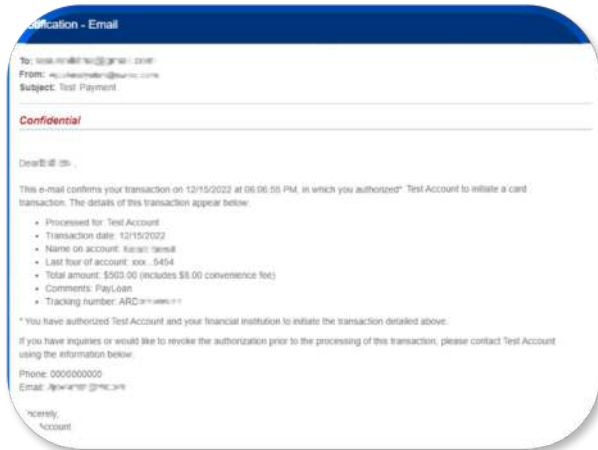 ification - Email
To:
From:
Subject: Test Payment
Confidential
Dear
This e-mail confirms your transaction on 12/15/2022 at 06:06:55 PM, in which you authorized* Test Account to initiate a card
transaction. The details of this transaction appear below:
• Processed for: Test Account
• Transaction date: 12/15/2022
• Name on account:
• Last four of account: xxx...5454
• Total amount: $503.00 (includes $8.00 convenience fee)
• Comments: PayLoan
• Tracking number: ARD
* You have authorized Test Account and your financial institution to initiate the transaction detailed above.
If you have inquiries or would like to revoke the authorization prior to the processing of this transaction, please contact Test Account
using the information below:
Phone: 0000000000
Email:
ncerely,
Account